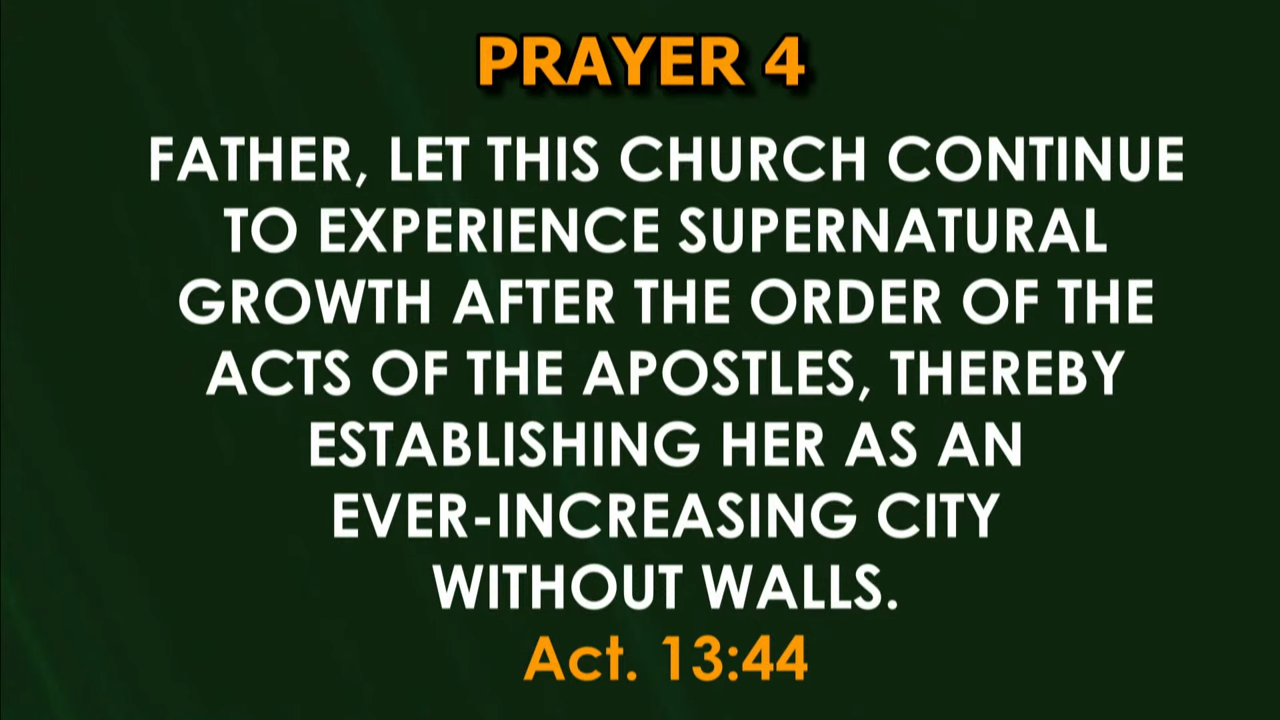 PRAYER 4
FATHER, LET THIS CHURCH CONTINUE
TO EXPERIENCE SUPERNATURAL
GROWTH AFTER THE ORDER OF THE
ACTS OF THE APOSTLES, THEREBY
ESTABLISHING HER AS AN
EVER-INCREASING CITY
WITHOUT WALLS.
Act. 13:44